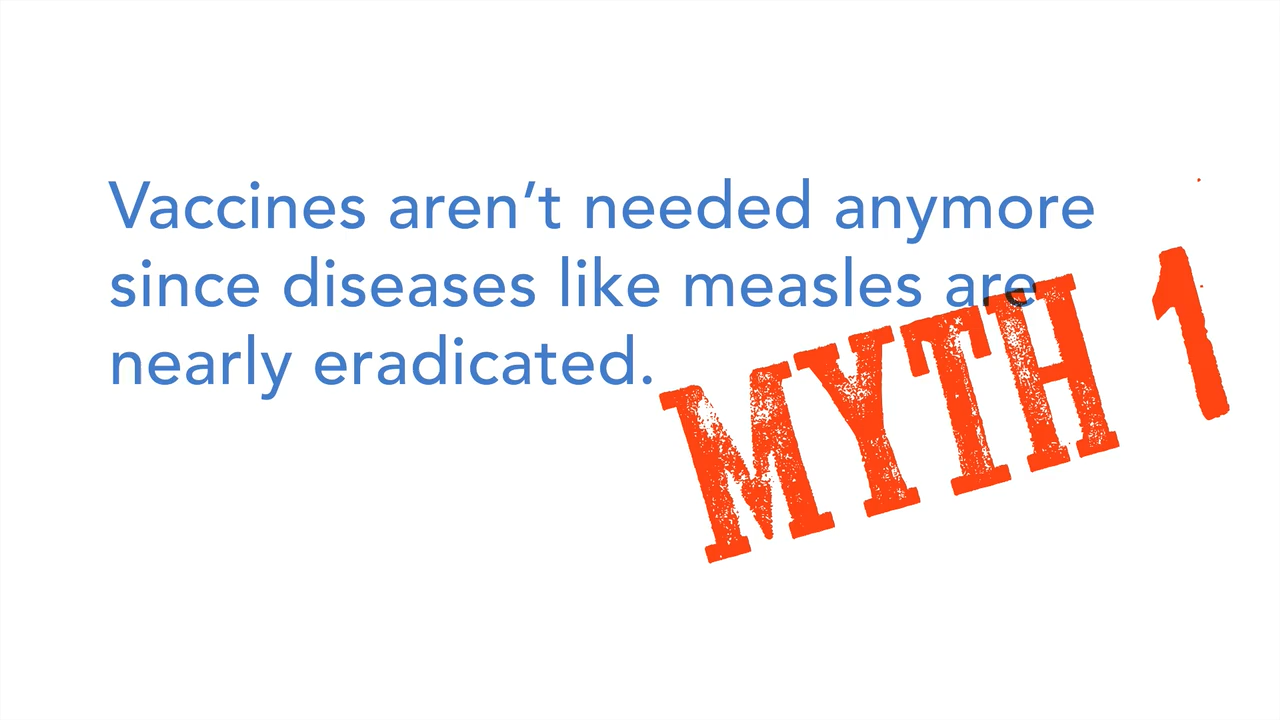 Vaccines aren’t needed anymore
since diseases like measles are
nearly eradicated.
MYTH 1